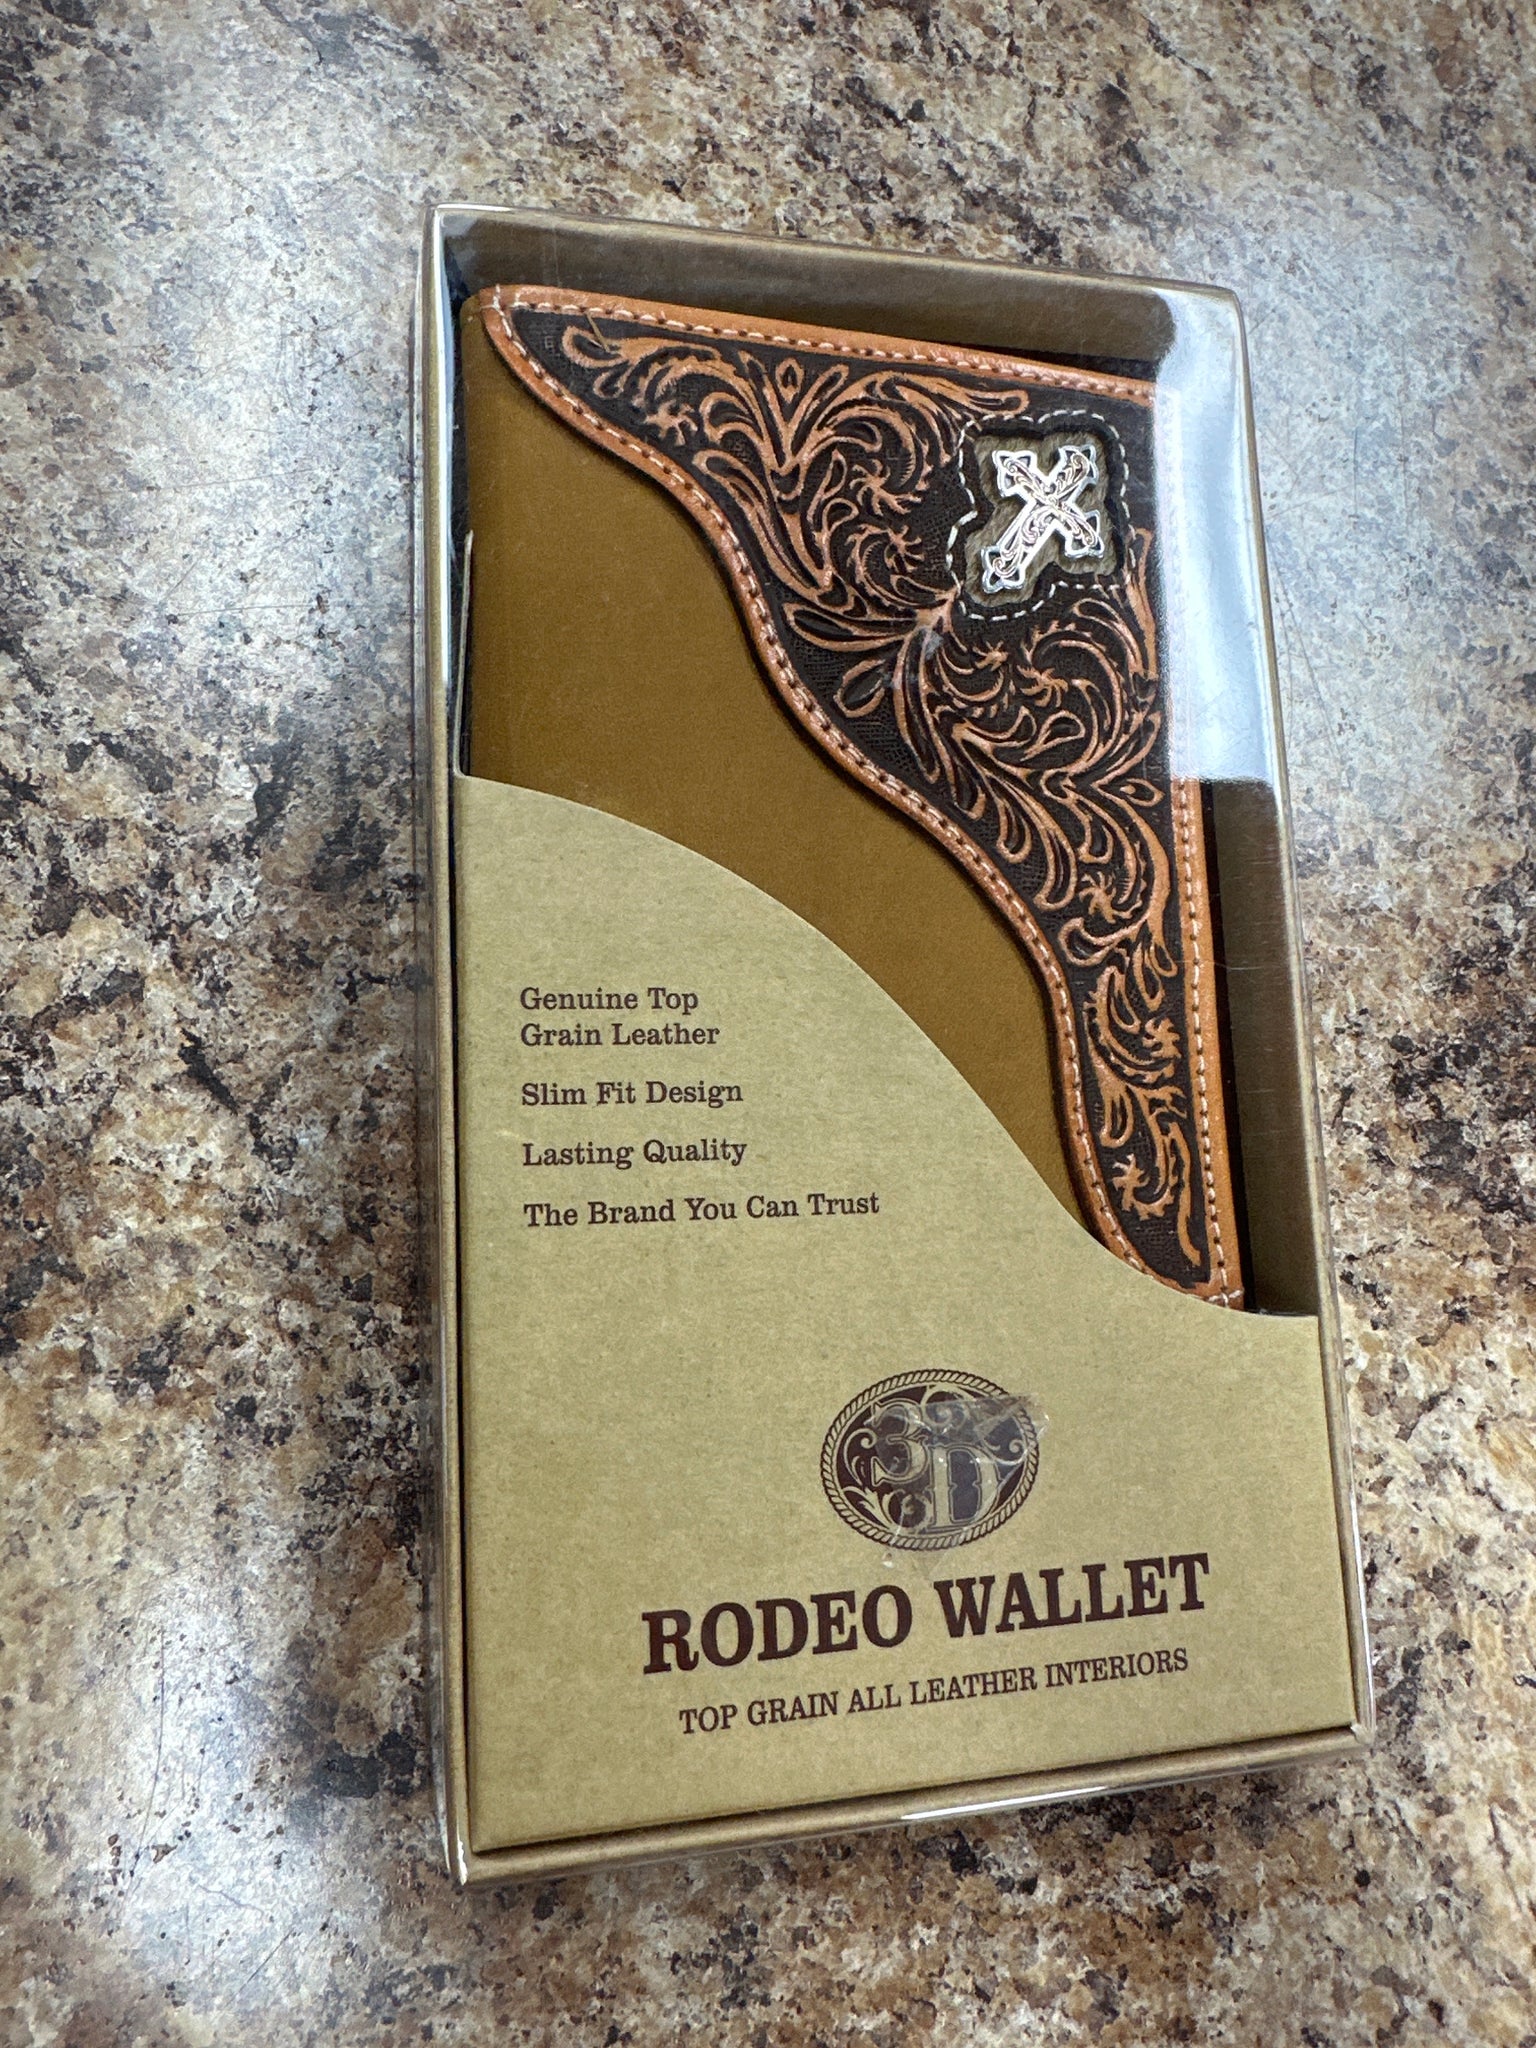 Genuine Top
Grain Leather
Slim Fit Design
Lasting Quality
The Brand You Can Trust
3D
RODEO WALLET
TOP GRAIN ALL LEATHER INTERIORS